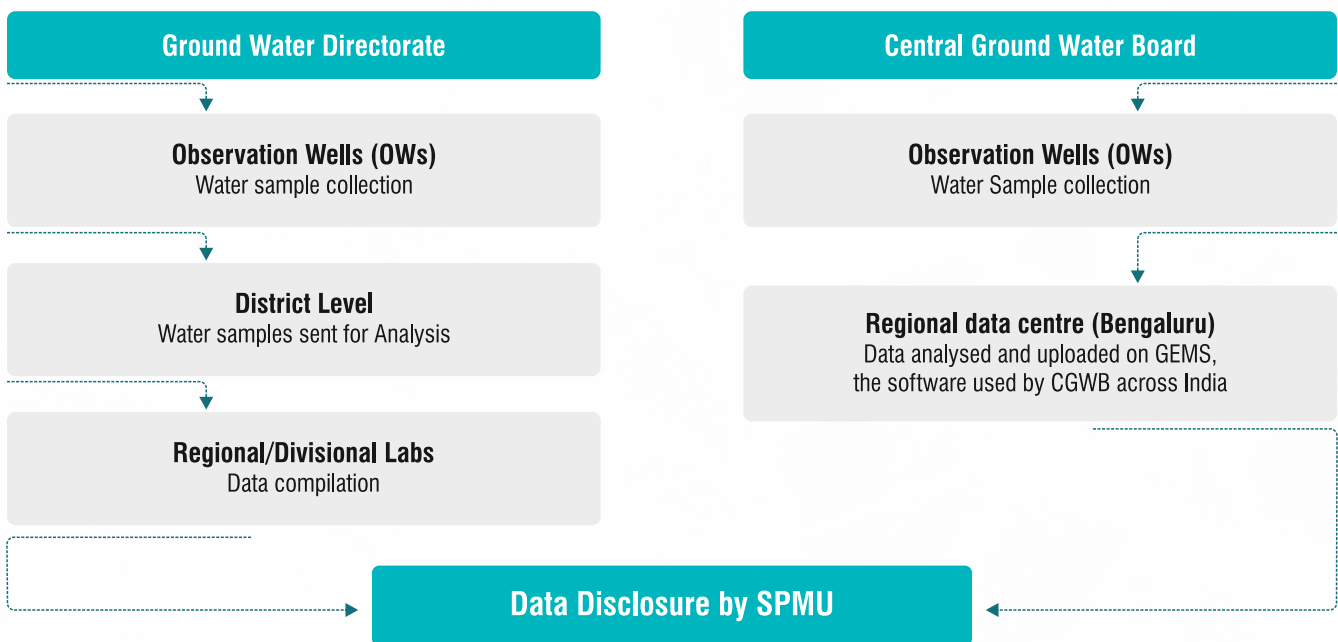 Ground Water Directorate
Observation Wells (OWs)
Water sample collection
District Level
Water samples sent for Analysis
Regional/Divisional Labs
Data compilation
Central Ground Water Board
Observation Wells (OWs)
Water Sample collection
Regional data centre (Bengaluru)
Data analysed and uploaded on GEMS,
the software used by CGWB across India
Data Disclosure by SPMU